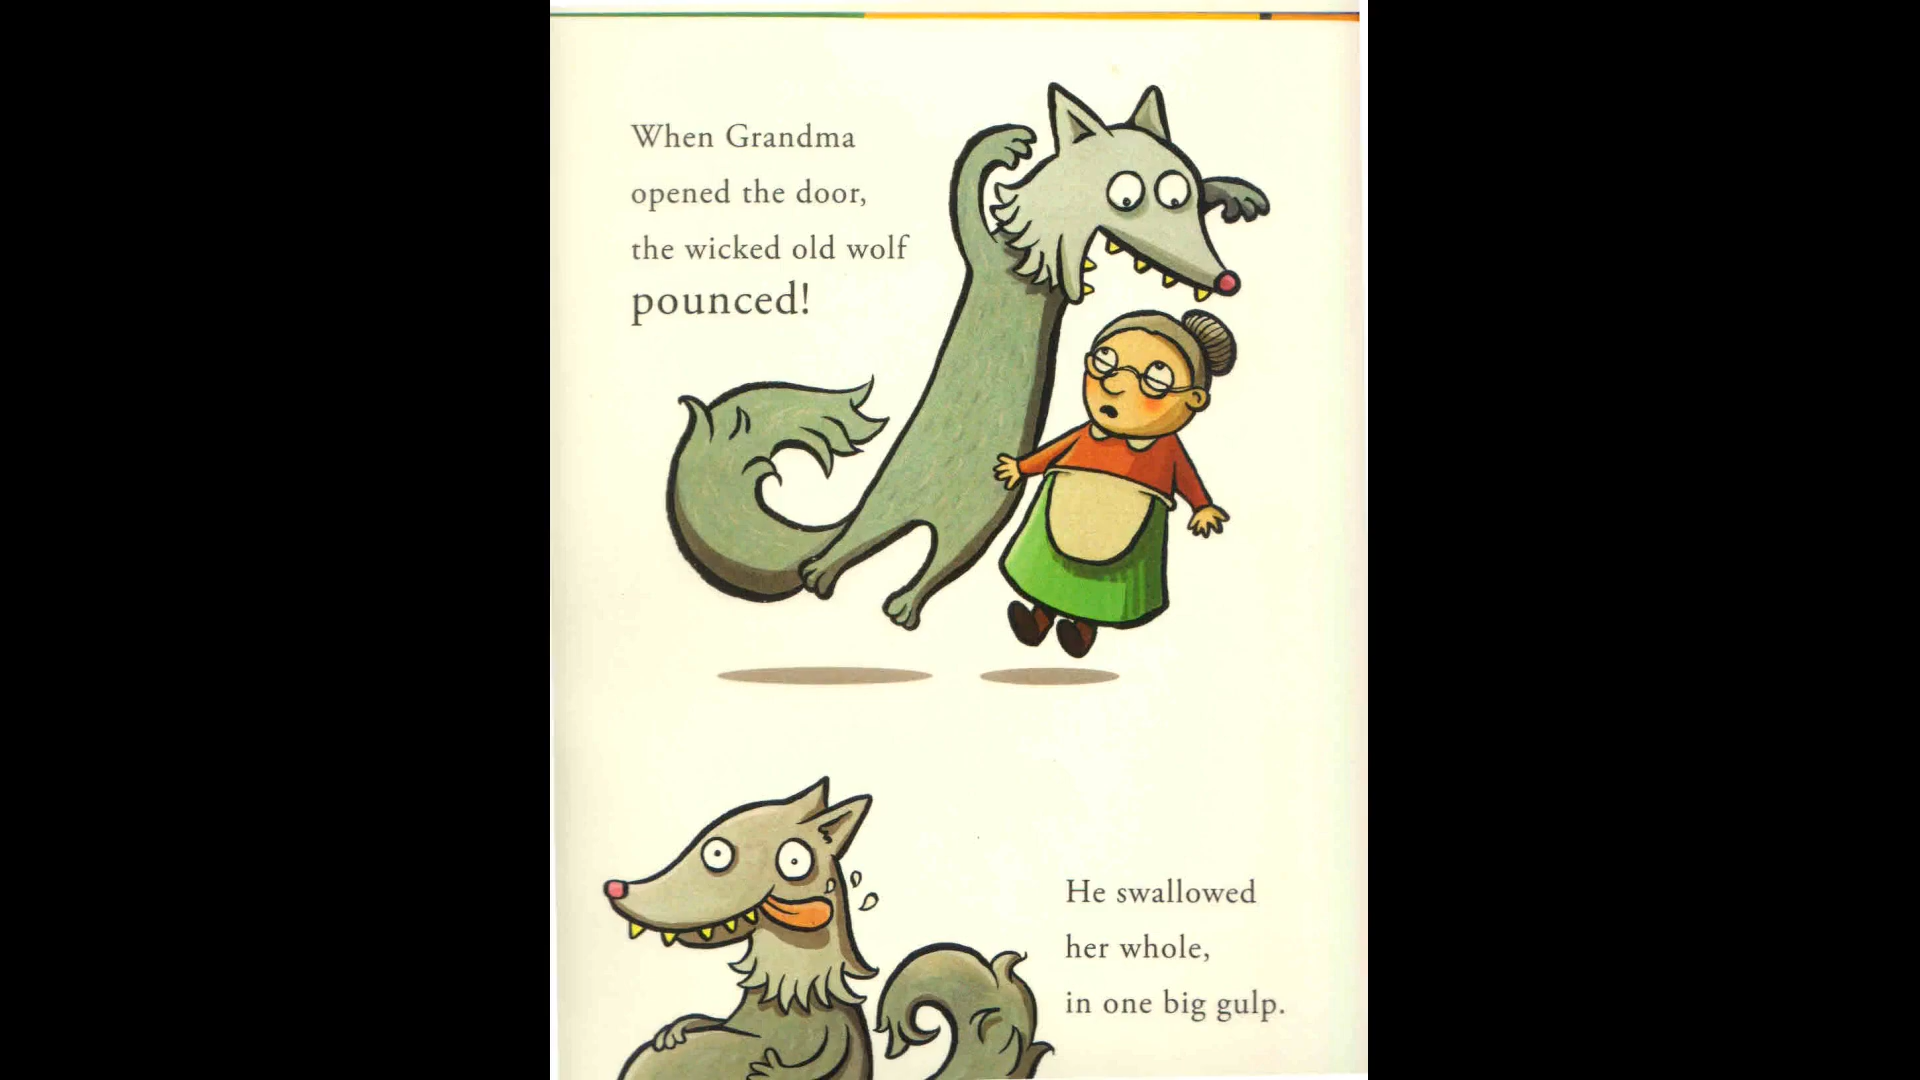 When Grandma
opened the door,
the wicked old wolf
pounced!
He swallowed
her whole,
in one big gulp.